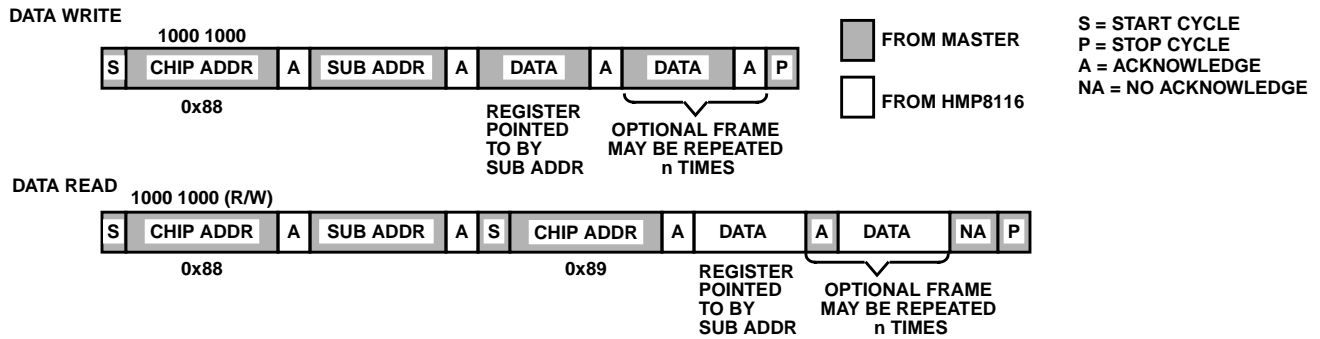 DATA WRITE
1000 1000
S CHIP ADDR A SUB ADDR A DATA A DATA A P
0x88
REGISTER
POINTED
TO BY
SUB ADDR
OPTIONAL FRAME
MAY BE REPEATED
n TIMES
FROM MASTER
FROM HMP8116
S = START CYCLE
P = STOP CYCLE
A = ACKNOWLEDGE
NA = NO ACKNOWLEDGE
DATA READ
1000 1000 (R/W)
S CHIP ADDR A SUB ADDR A S CHIP ADDR A DATA A DATA NA P
0x88
0x89
REGISTER
POINTED
TO BY
SUB ADDR
OPTIONAL FRAME
MAY BE REPEATED
n TIMES